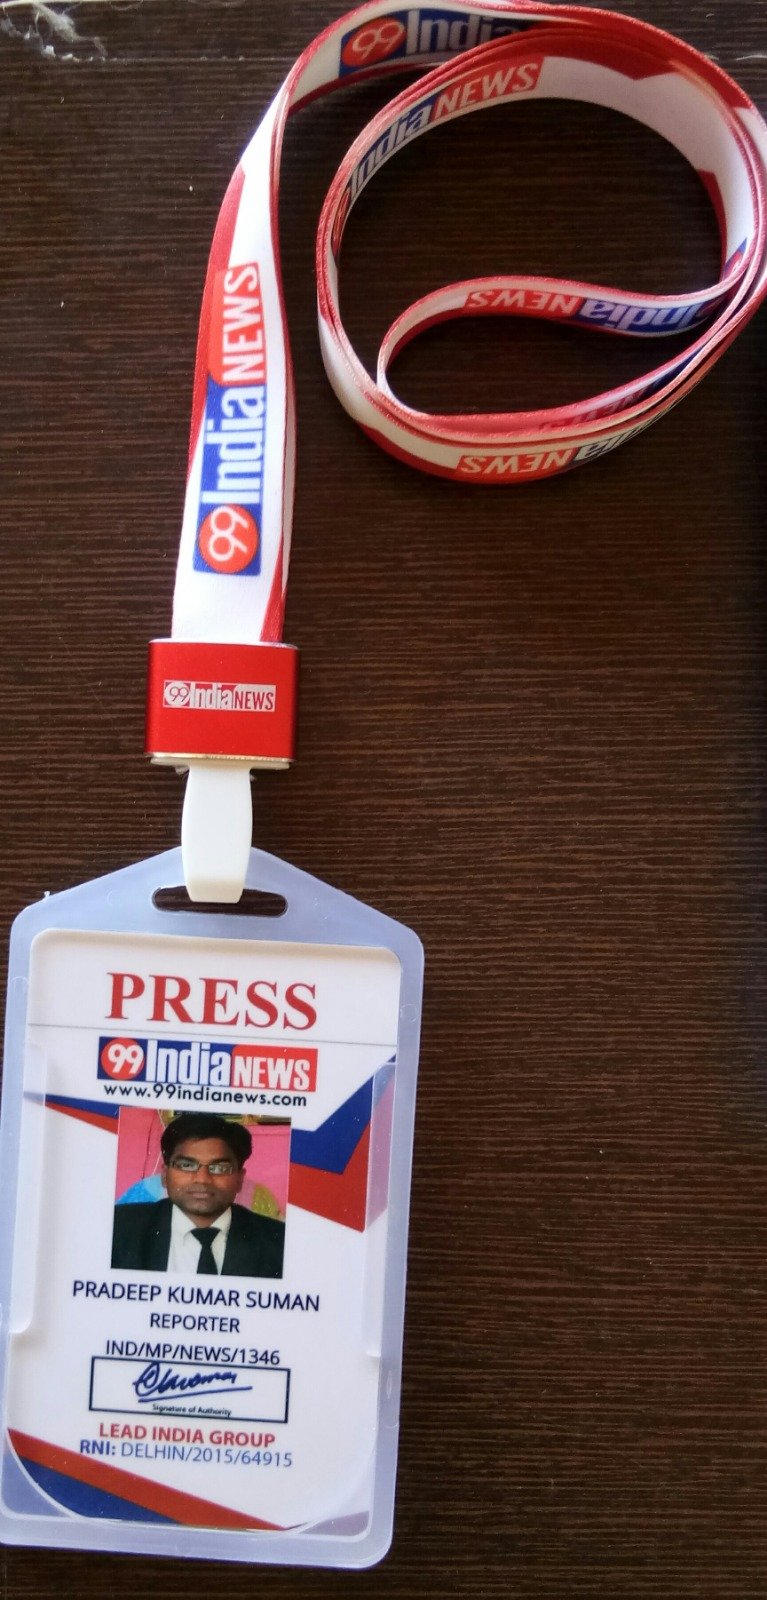 99 India
India NEWS
99 India NEWS
India NEWS
India NEWS
99 India NEWS
PRESS
99 India NEWS
www.99indianews.com
PRADEEP KUMAR SUMAN
REPORTER
IND/MP/NEWS/1346
Signature of Authority
LEAD INDIA GROUP
RNI: DELHIN/2015/64915